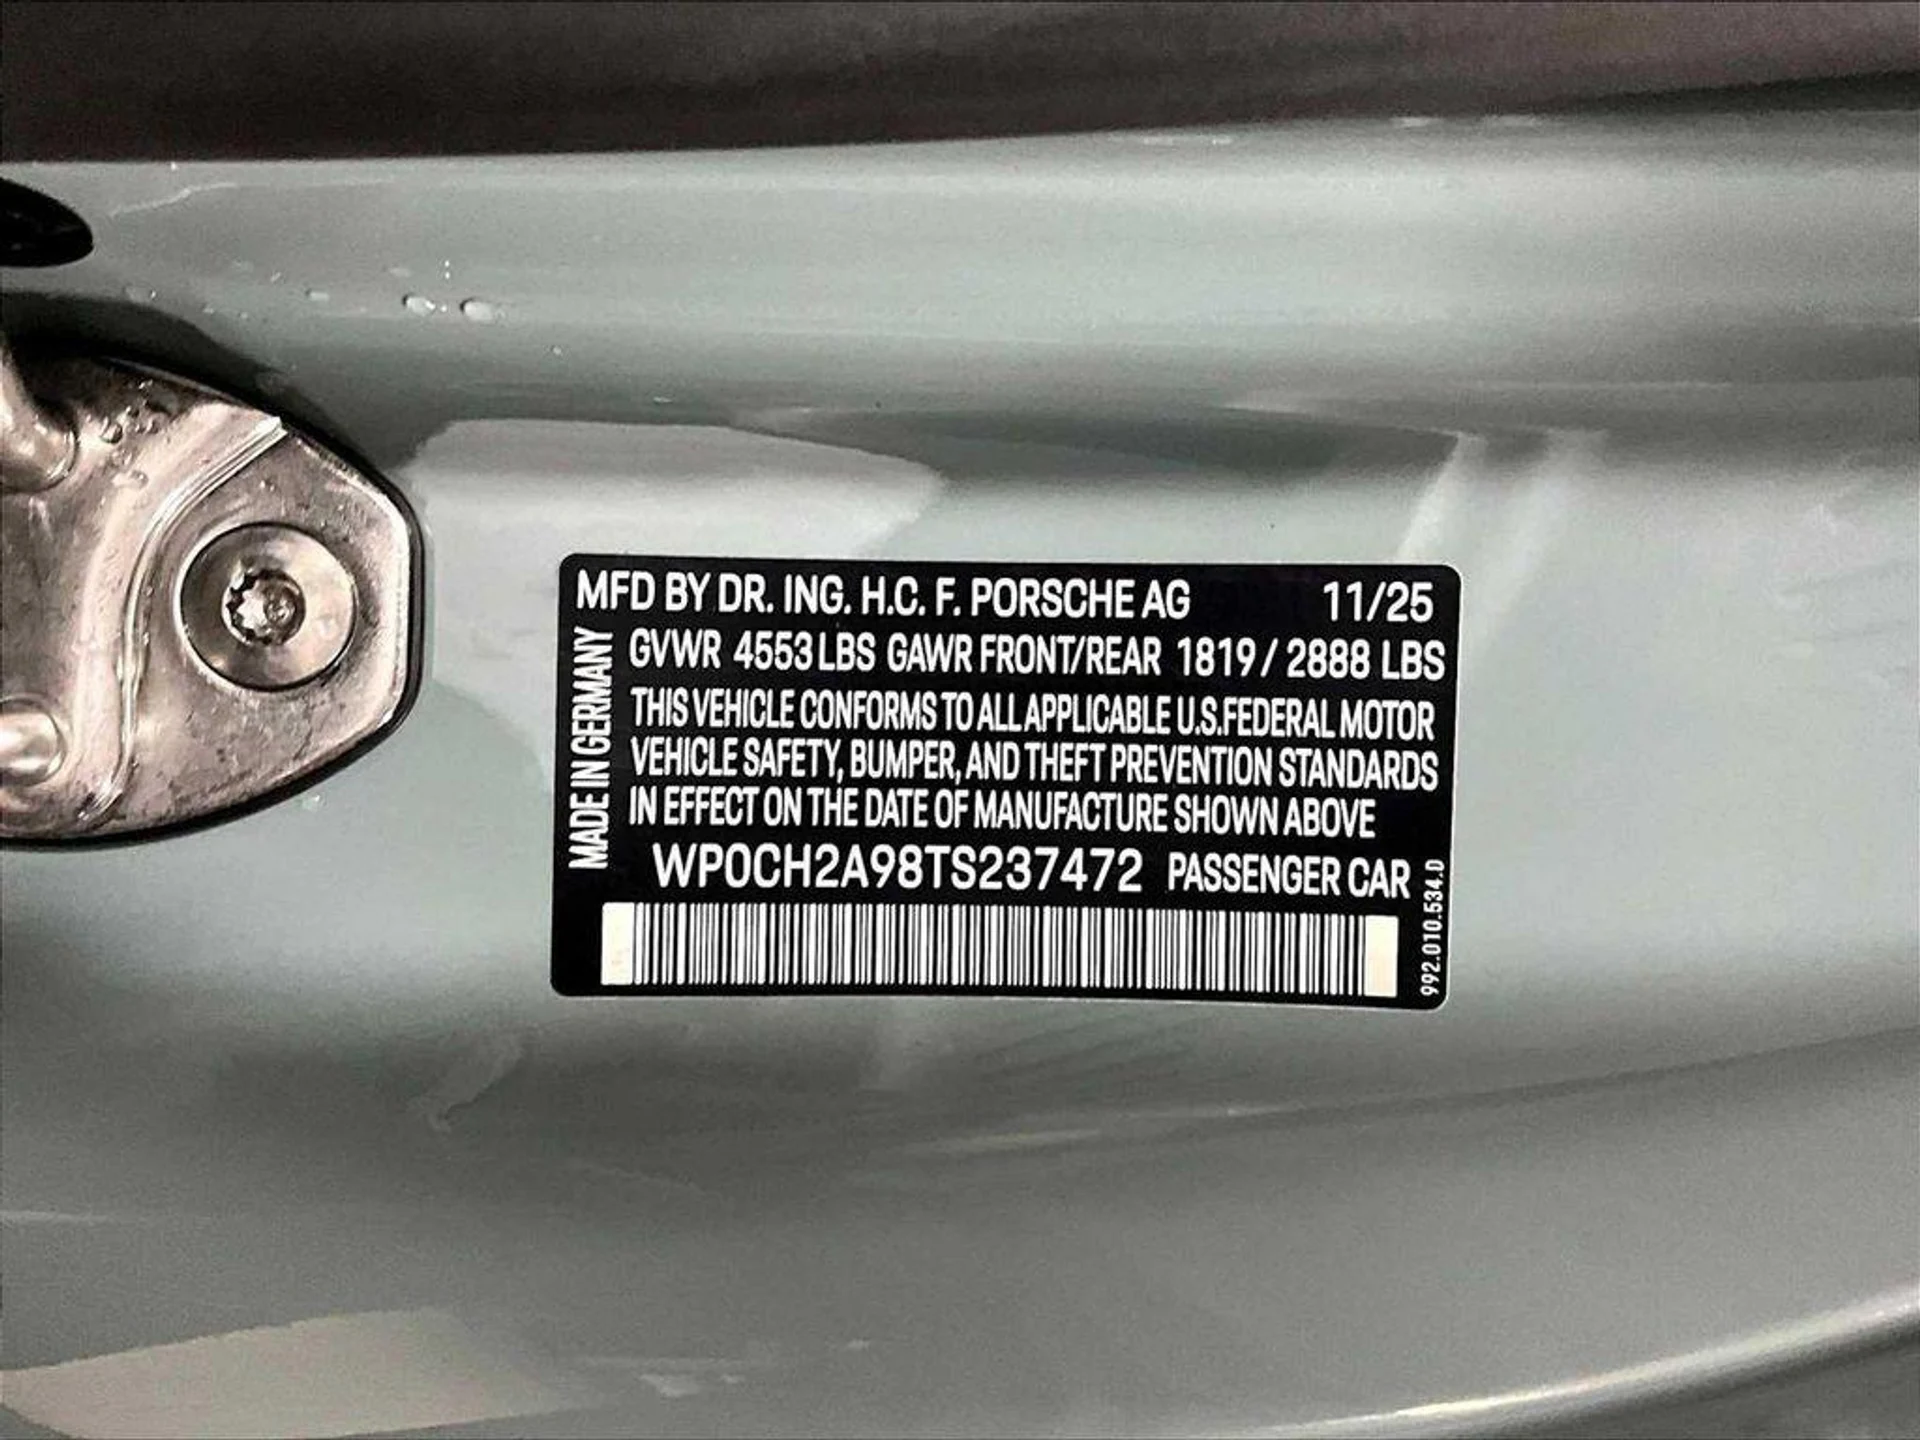 MFD BY DR. ING. H.C. F. PORSCHE AG 11/25
GVWR 4553 LBS GAWR FRONT/REAR 1819 / 2888 LBS
THIS VEHICLE CONFORMS TO ALL APPLICABLE U.S.FEDERAL MOTOR
VEHICLE SAFETY, BUMPER, AND THEFT PREVENTION STANDARDS
IN EFFECT ON THE DATE OF MANUFACTURE SHOWN ABOVE
WP0CH2A98TS237472 PASSENGER CAR
MADE IN GERMANY
992.010.534.D